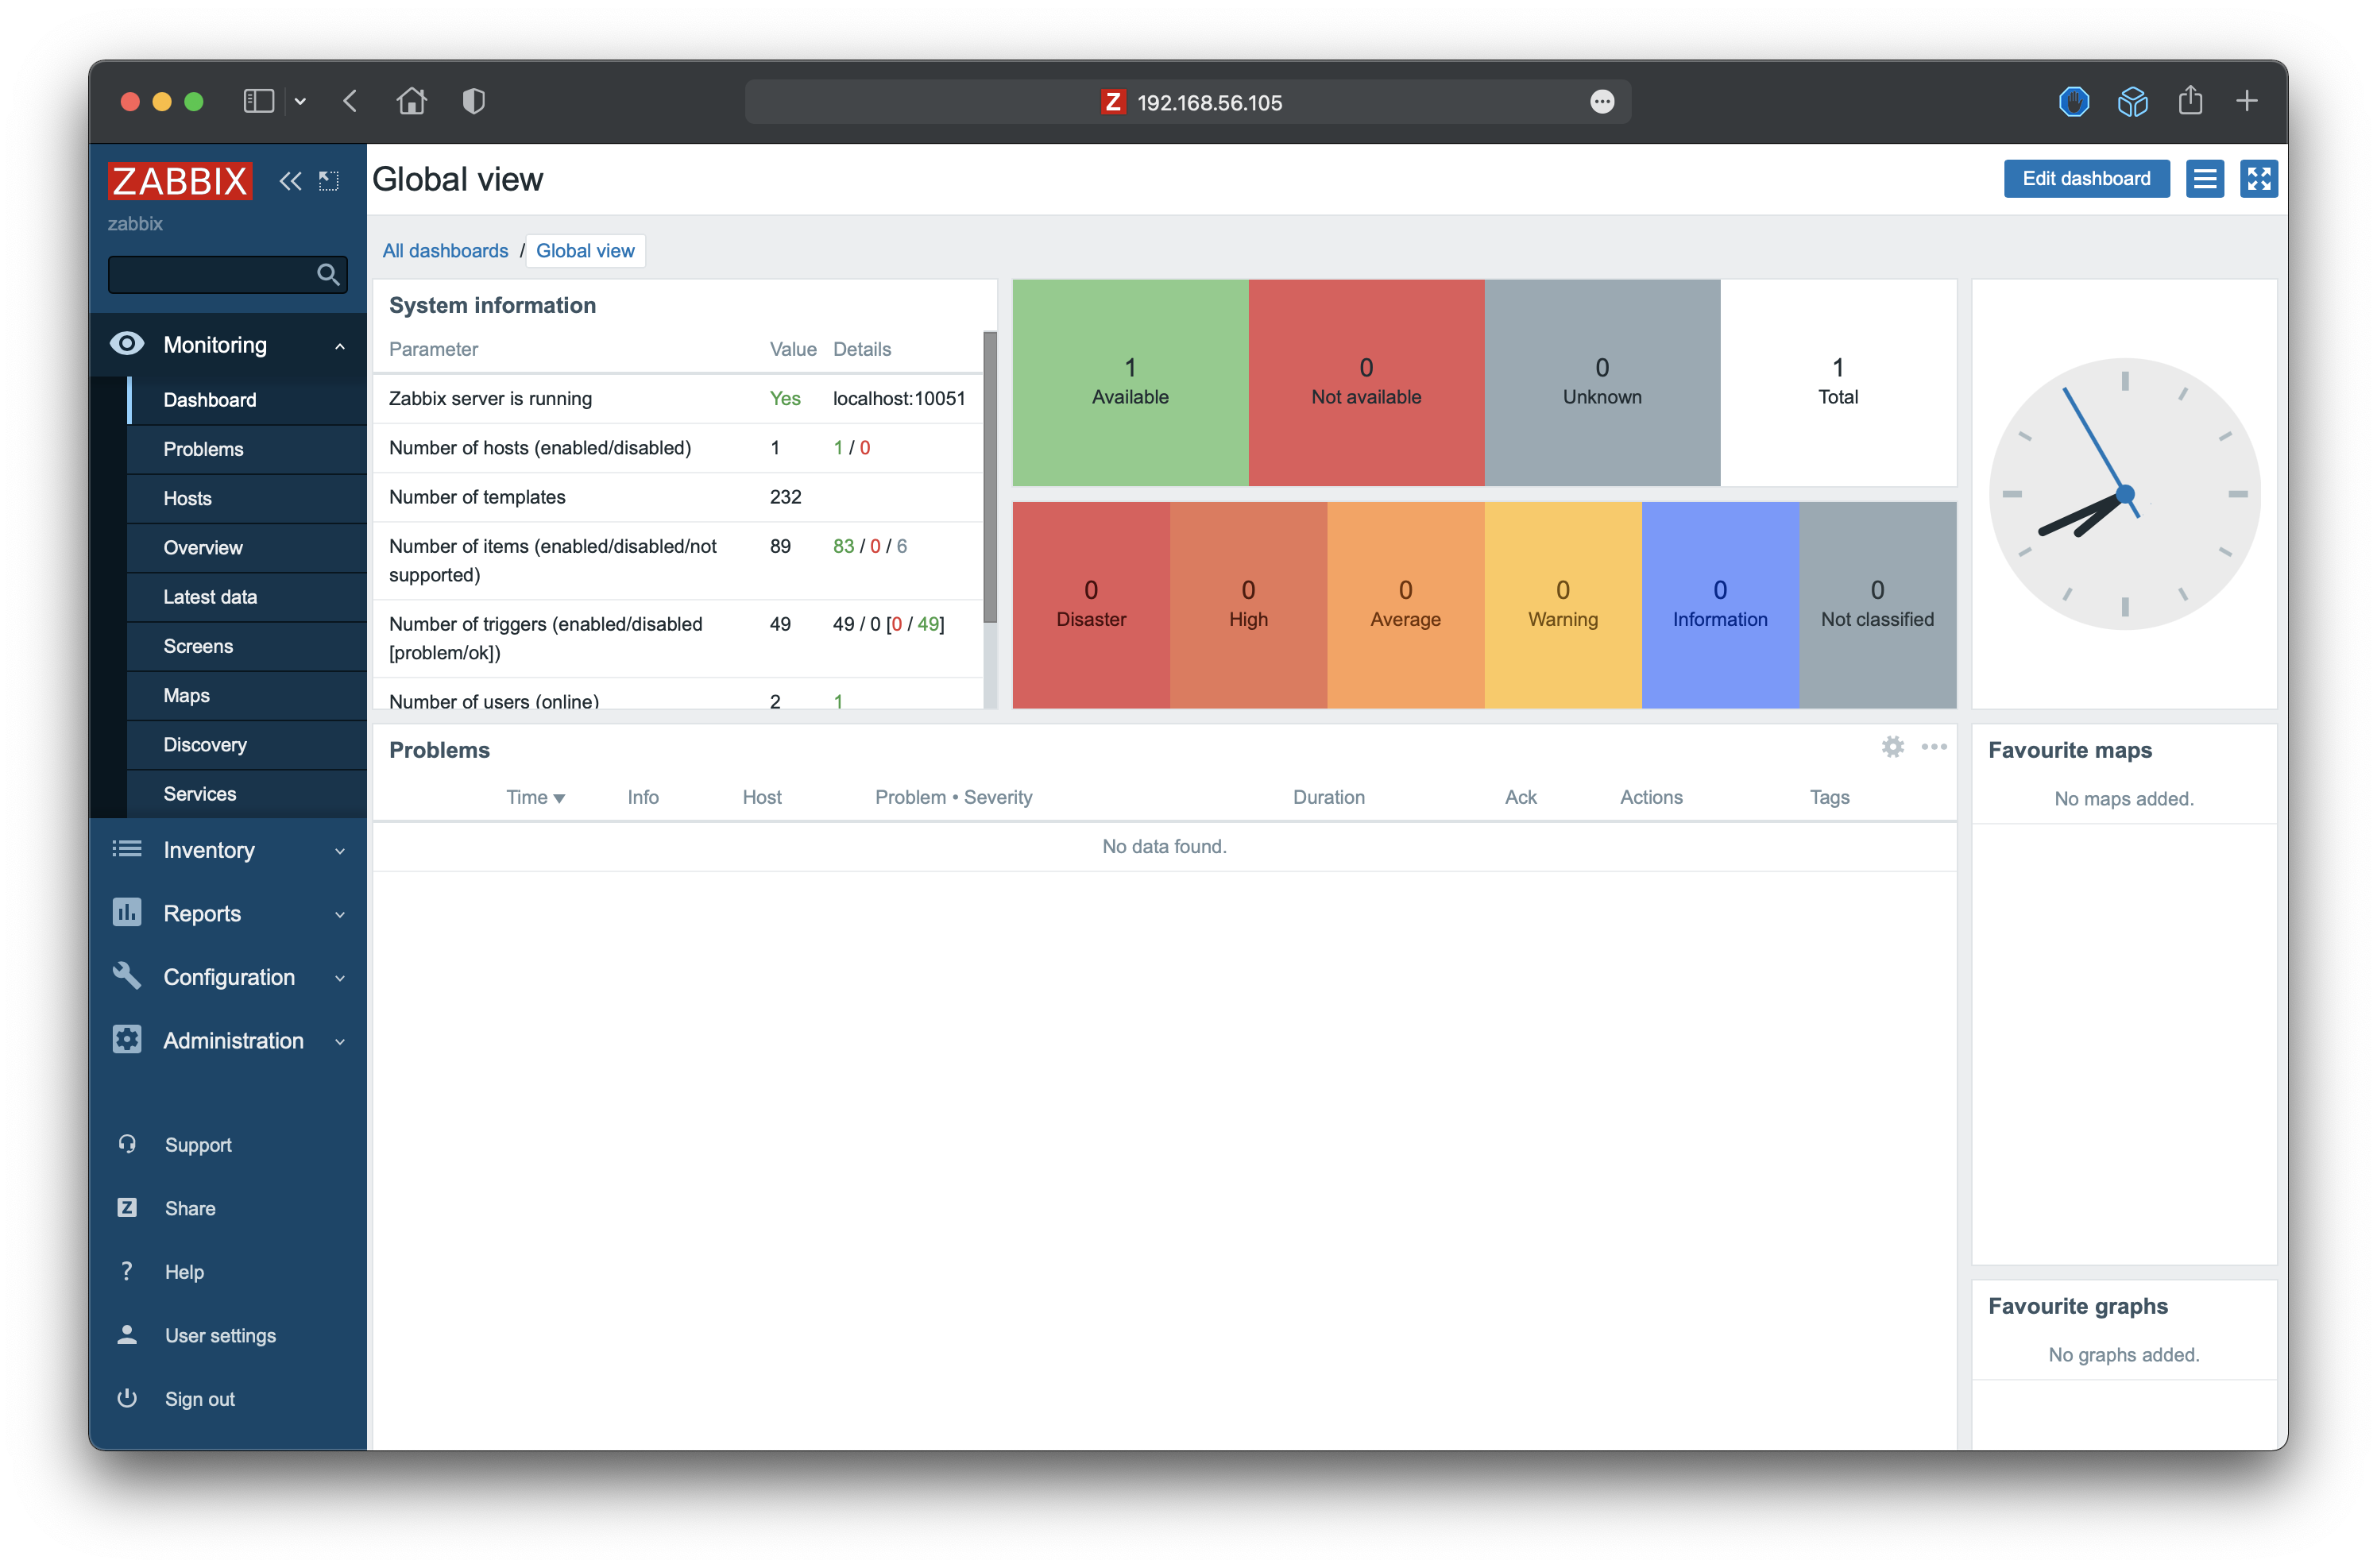 192.168.56.105
ZABBIX
zabbix
Monitoring
Dashboard
Problems
Hosts
Overview
Latest data
Screens
Maps
Discovery
Services
Inventory
Reports
Configuration
Administration
Support
Share
Help
User settings
Sign out
Global view
Edit dashboard
All dashboards / Global view
System information
Parameter Value Details
Zabbix server is running Yes localhost:10051
Number of hosts (enabled/disabled) 1 1 / 0
Number of templates 232
Number of items (enabled/disabled/not 89 83 / 0 / 6
supported)
Number of triggers (enabled/disabled 49 49 / 0 [0 / 49]
[problem/ok])
Number of users (online) 2 1
1 0 0 1
Available Not available Unknown Total
0 0 0 0 0 0
Disaster High Average Warning Information Not classified
Problems
Time ▼ Info Host Problem • Severity Duration Ack Actions Tags
No data found.
Favourite maps
No maps added.
Favourite graphs
No graphs added.